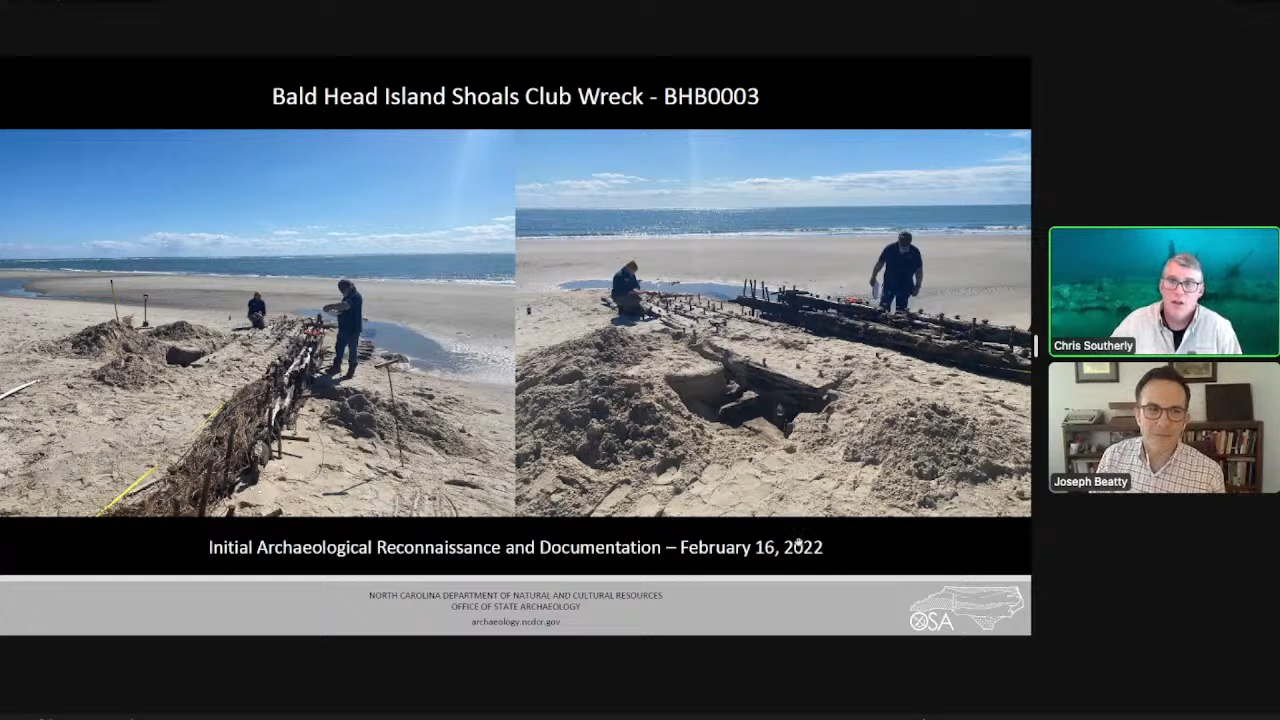 Bald Head Island Shoals Club Wreck - BHB0003
Chris Southerly
Joseph Beatty
Initial Archaeological Reconnaissance and Documentation – February 16, 2022
NORTH CAROLINA DEPARTMENT OF NATURAL AND CULTURAL RESOURCES
OFFICE OF STATE ARCHAEOLOGY
archaeology.ncdcr.gov
OSA